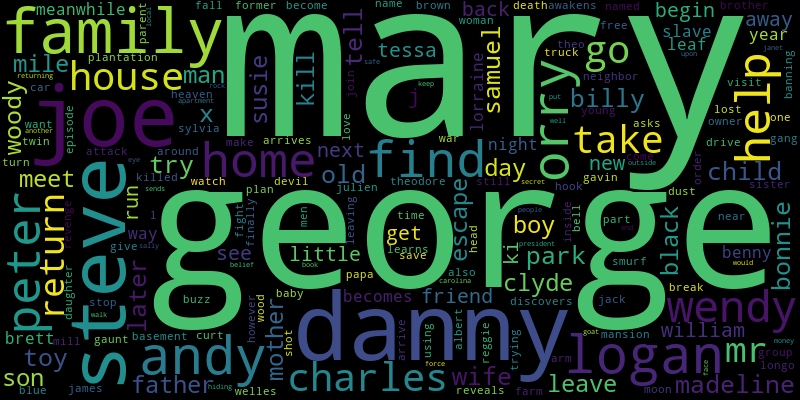 mary
george
danny
joe
steve
family
house
home
find
help
take
go
orry
logan
wendy
andy
peter
return
charles
mr
madeline
william
leave
wife
friend
father
mother
son
toy
brett
woody
mile
man
x
try
meet
run
later
way
see
little
old
next
day
night
boy
new
black
child
bonnie
benny
park
clyde
ki
get
escape
billy
samuel
lorraine
susie
kill
tell
back
tessa
j
begin
away
year
slave
leaf
meanwhile
plantation
parent
heaven
sylvia
episode
car
want
another
twin
turn
attack
around
killed
watch
devil
plan
julien
theodore
arrives
make
love
join
war
still
hook
gavin
young
asks
truck
theo
neighbor
visit
lost
owner
one
gang
drive
order
sister
banning
brother
named
free
death
awakens
woman
name
brown
former
become
fall
local
safe
keep
janet
upon
put
well
come
outside
dust
inside
bell
part
near
smurf
jack
mansion
break
discovers
people
president
would
secret
head
time
learns
save
also
papa
men
leaving
fight
finally
belief
book
carolina
sally
eye
sends
1
give
daughter
stop
walk
mill
gaunt
basement
curt
buzz
baby
wood
however
shot
welles
reveals
becomes
arrive
using
albert
reggie
trying
force
farm
arm
goat
moon
group
longo
face
money
james
blue
hiding
apartment
returning
rock